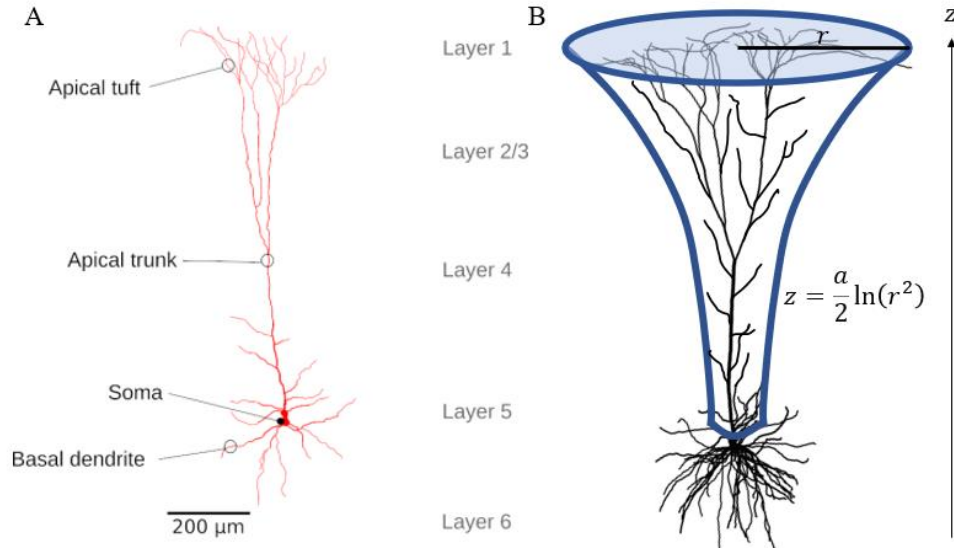 A
Apical tuft
Apical trunk
Soma
Basal dendrite
200 μm
Layer 1
Layer 2/3
Layer 4
Layer 5
Layer 6
B
r
z
z = a/2 ln(r²)